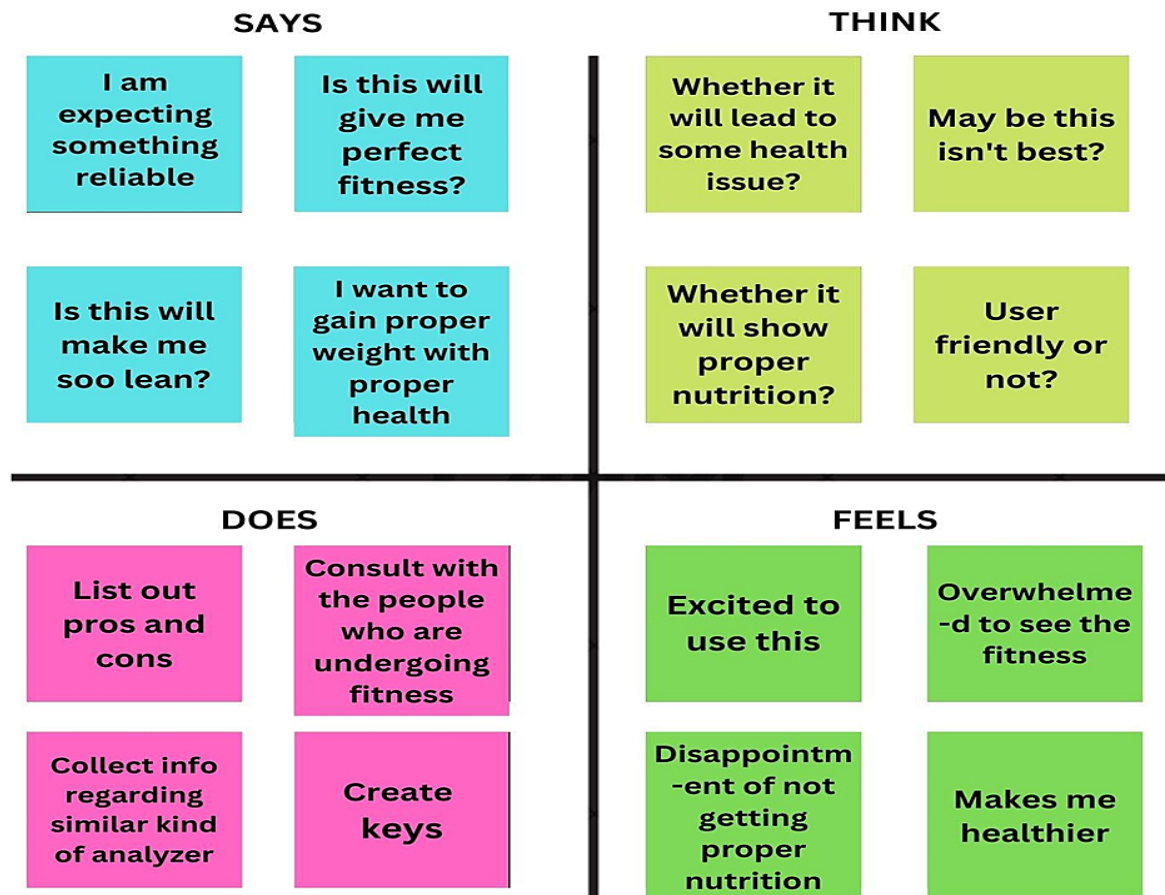 SAYS
I am
expecting
something
reliable
Is this will
give me
perfect
fitness?
Is this will
make me
soo lean?
I want to
gain proper
weight with
proper
health
THINK
Whether it
will lead to
some health
issue?
May be this
isn't best?
Whether it
will show
proper
nutrition?
User
friendly or
not?
DOES
List out
pros and
cons
Consult with
the people
who are
undergoing
fitness
Collect info
regarding
similar kind
of analyzer
Create
keys
FEELS
Excited to
use this
Overwhelme
-d to see the
fitness
Disappointm
-ent of not
getting
proper
nutrition
Makes me
healthier